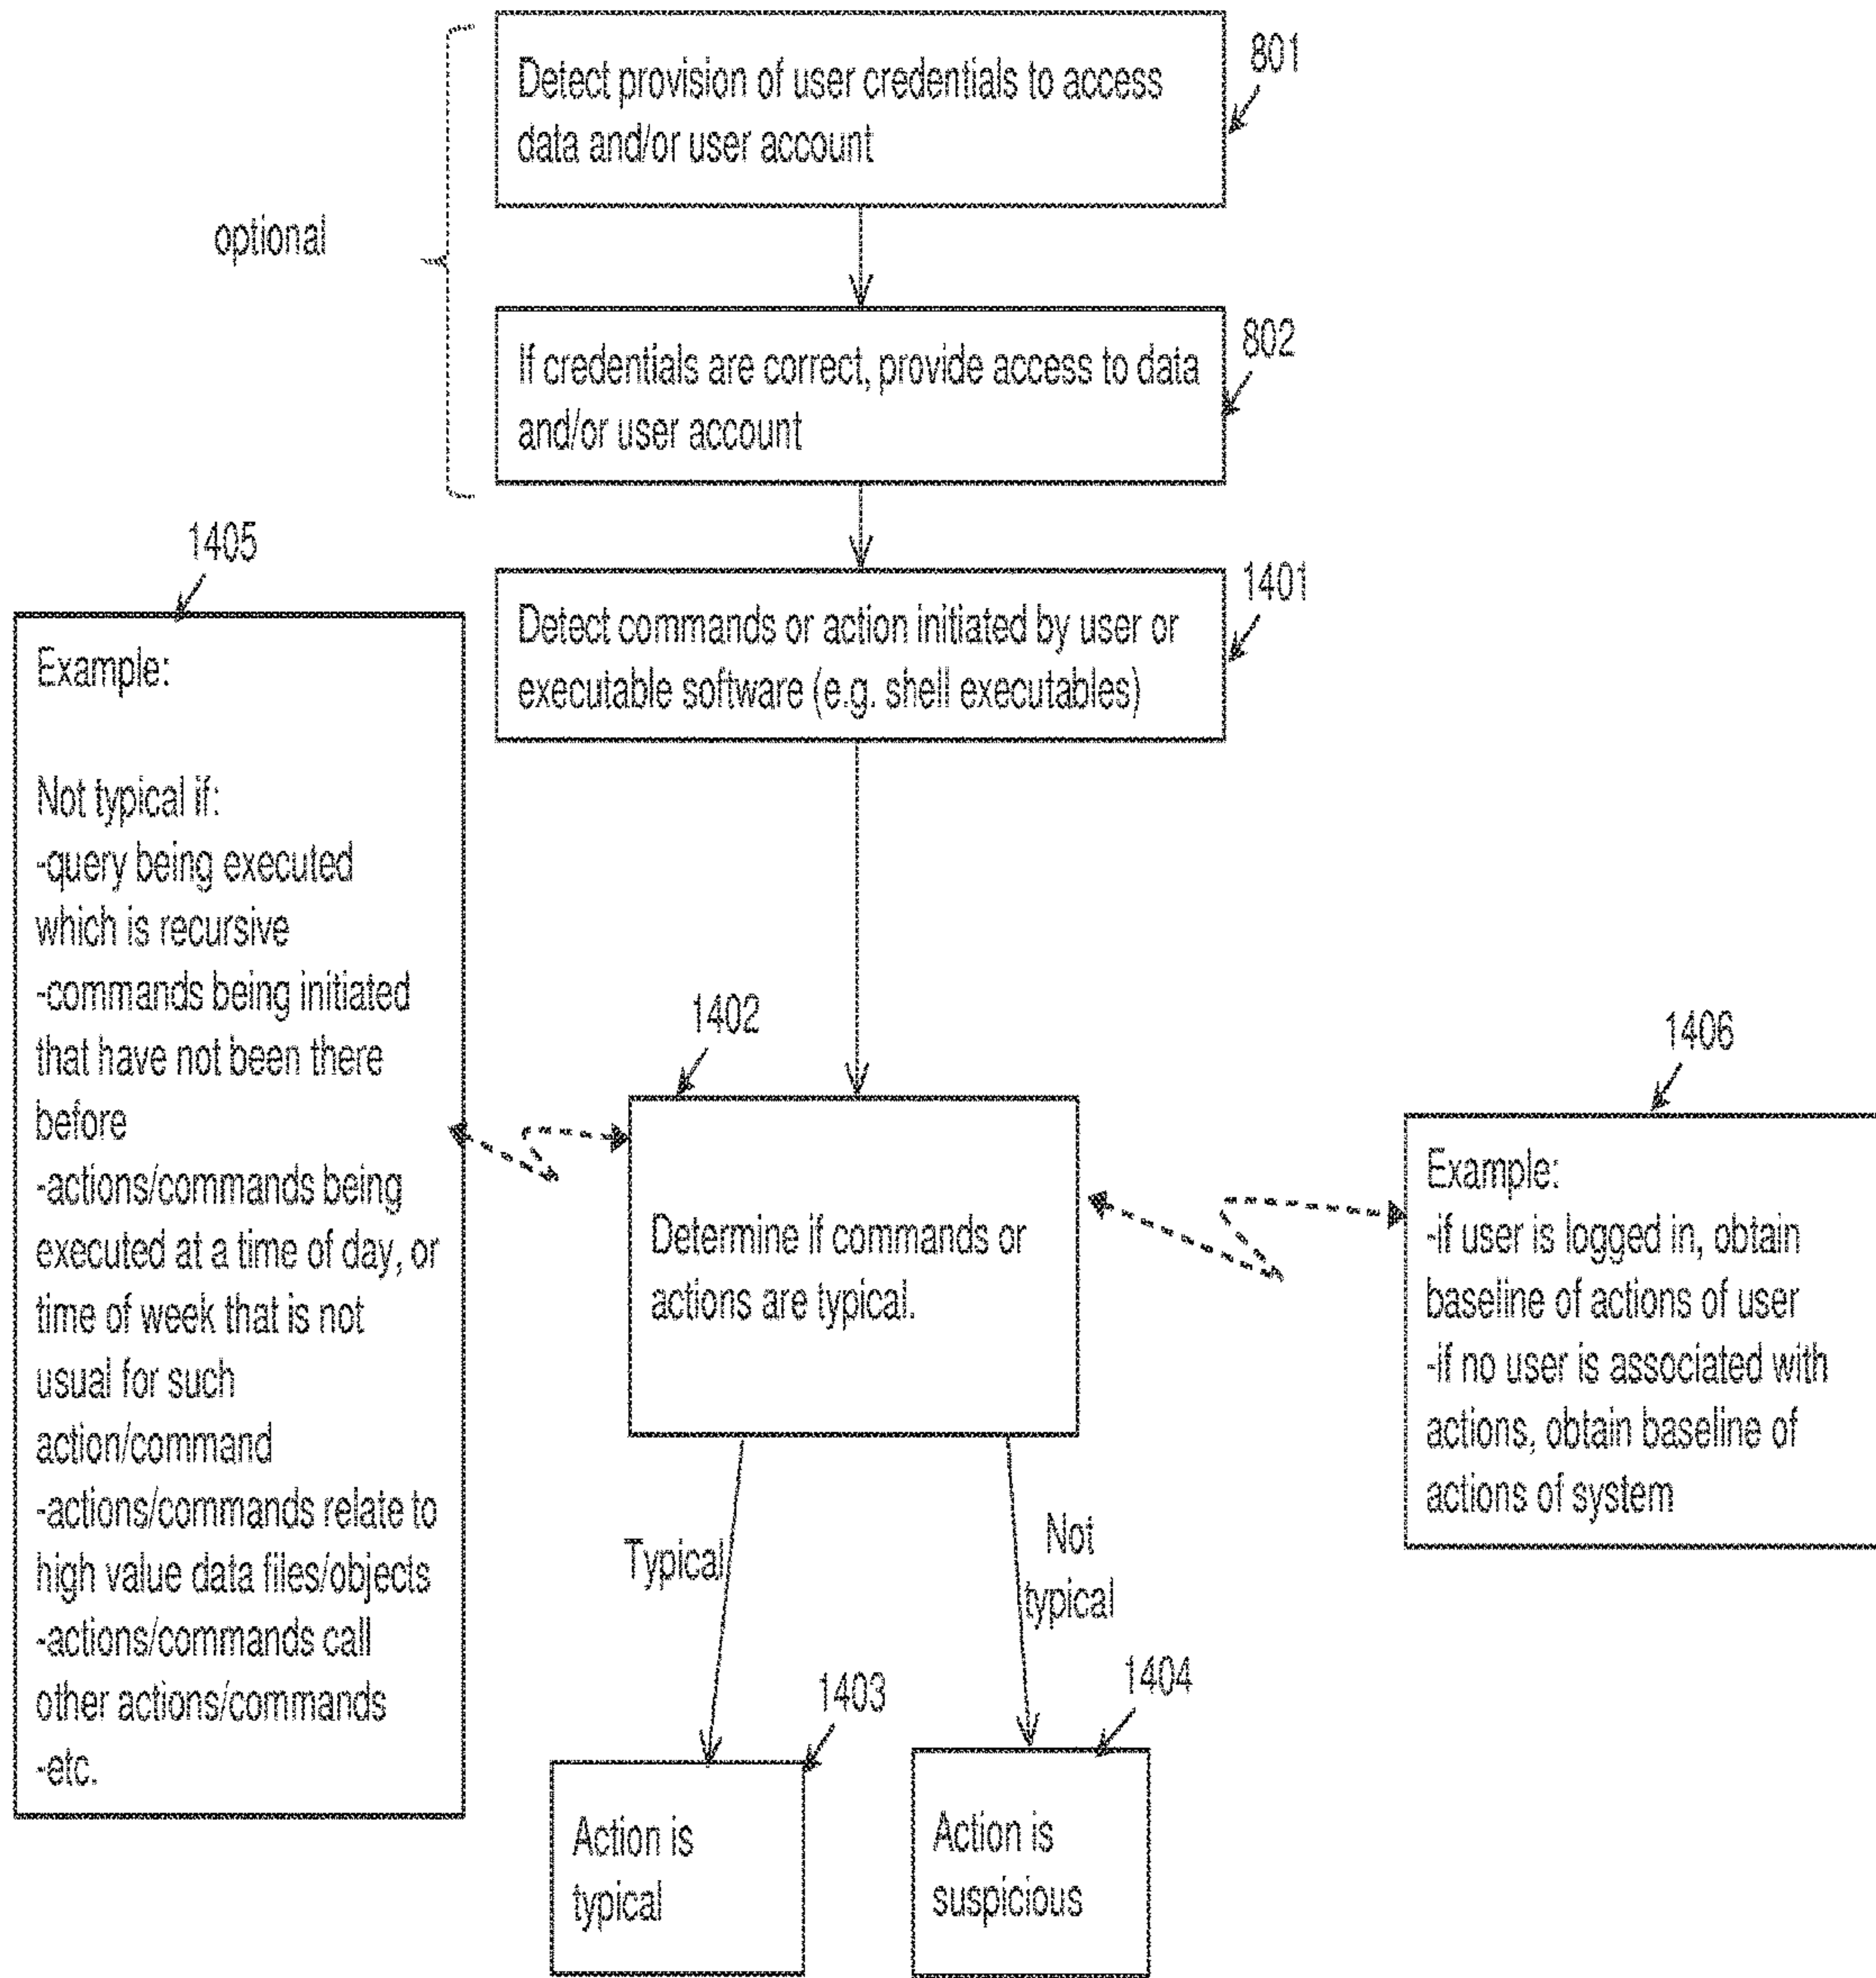 801
Detect provision of user credentials to access
data and/or user account
optional
802
If credentials are correct, provide access to data
and/or user account
1405
1401
Detect commands or action initiated by user or
executable software (e.g. shell executables)
Example:
Not typical if:
-query being executed
which is recursive
-commands being initiated
that have not been there
before
-actions/commands being
executed at a time of day, or
time of week that is not
usual for such
action/command
-actions/commands relate to
high value data files/objects
-actions/commands call
other actions/commands
-etc.
1402
Determine if commands or
actions are typical.
1406
Example:
-if user is logged in, obtain
baseline of actions of user
-if no user is associated with
actions, obtain baseline of
actions of system
Typical
Not
typical
1403
Action is
typical
1404
Action is
suspicious